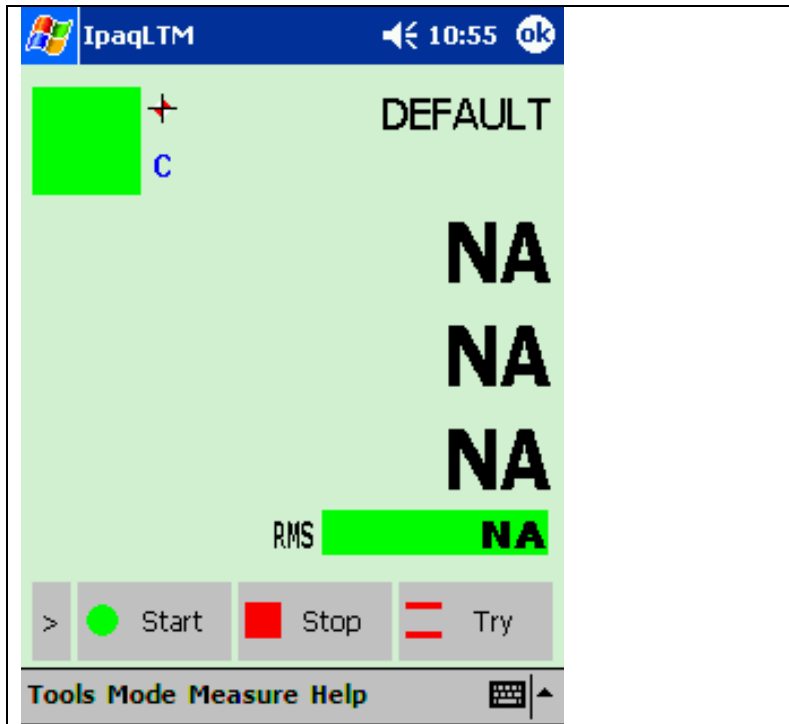 IpaqLTM 10:55 ok
DEFAULT
C
NA
NA
NA
RMS NA
> Start Stop Try
Tools Mode Measure Help